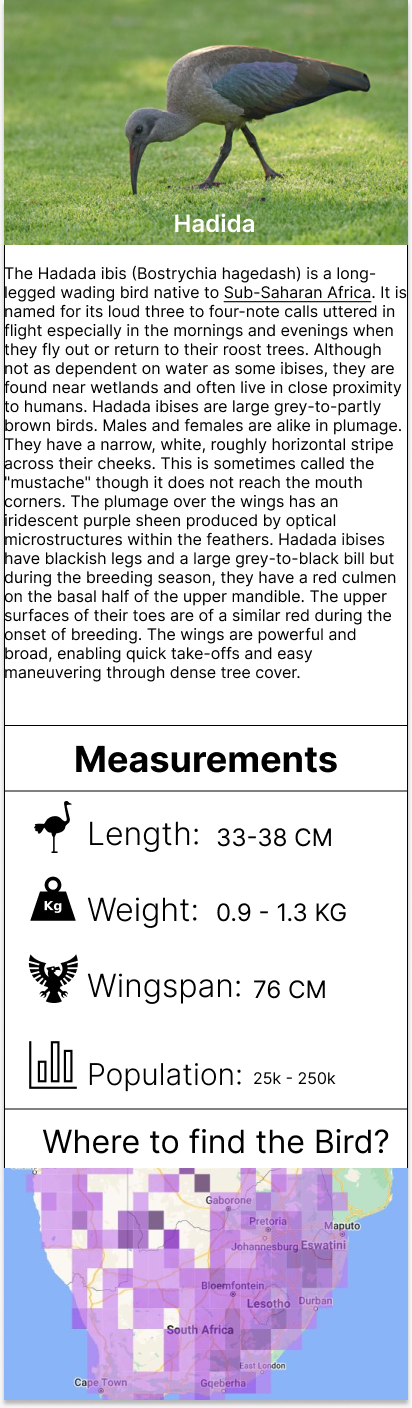 Hadida
The Hadada ibis (Bostrychia hagedash) is a long-
legged wading bird native to Sub-Saharan Africa. It is
named for its loud three to four-note calls uttered in
flight especially in the mornings and evenings when
they fly out or return to their roost trees. Although
not as dependent on water as some ibises, they are
found near wetlands and often live in close proximity
to humans. Hadada ibises are large grey-to-partly
brown birds. Males and females are alike in plumage.
They have a narrow, white, roughly horizontal stripe
across their cheeks. This is sometimes called the
"mustache" though it does not reach the mouth
corners. The plumage over the wings has an
iridescent purple sheen produced by optical
microstructures within the feathers. Hadada ibises
have blackish legs and a large grey-to-black bill but
during the breeding season, they have a red culmen
on the basal half of the upper mandible. The upper
surfaces of their toes are of a similar red during the
onset of breeding. The wings are powerful and
broad, enabling quick take-offs and easy
maneuvering through dense tree cover.
Measurements
Length: 33-38 CM
Kg
Weight: 0.9 - 1.3 KG
Wingspan: 76 CM
Population: 25k - 250k
Where to find the Bird?
Gaborone
Pretoria
Maputo
Johannesburg
Eswatini
Bloemfontein
Lesotho
Durban
South Africa
East London
Cape Town
Gqeberha